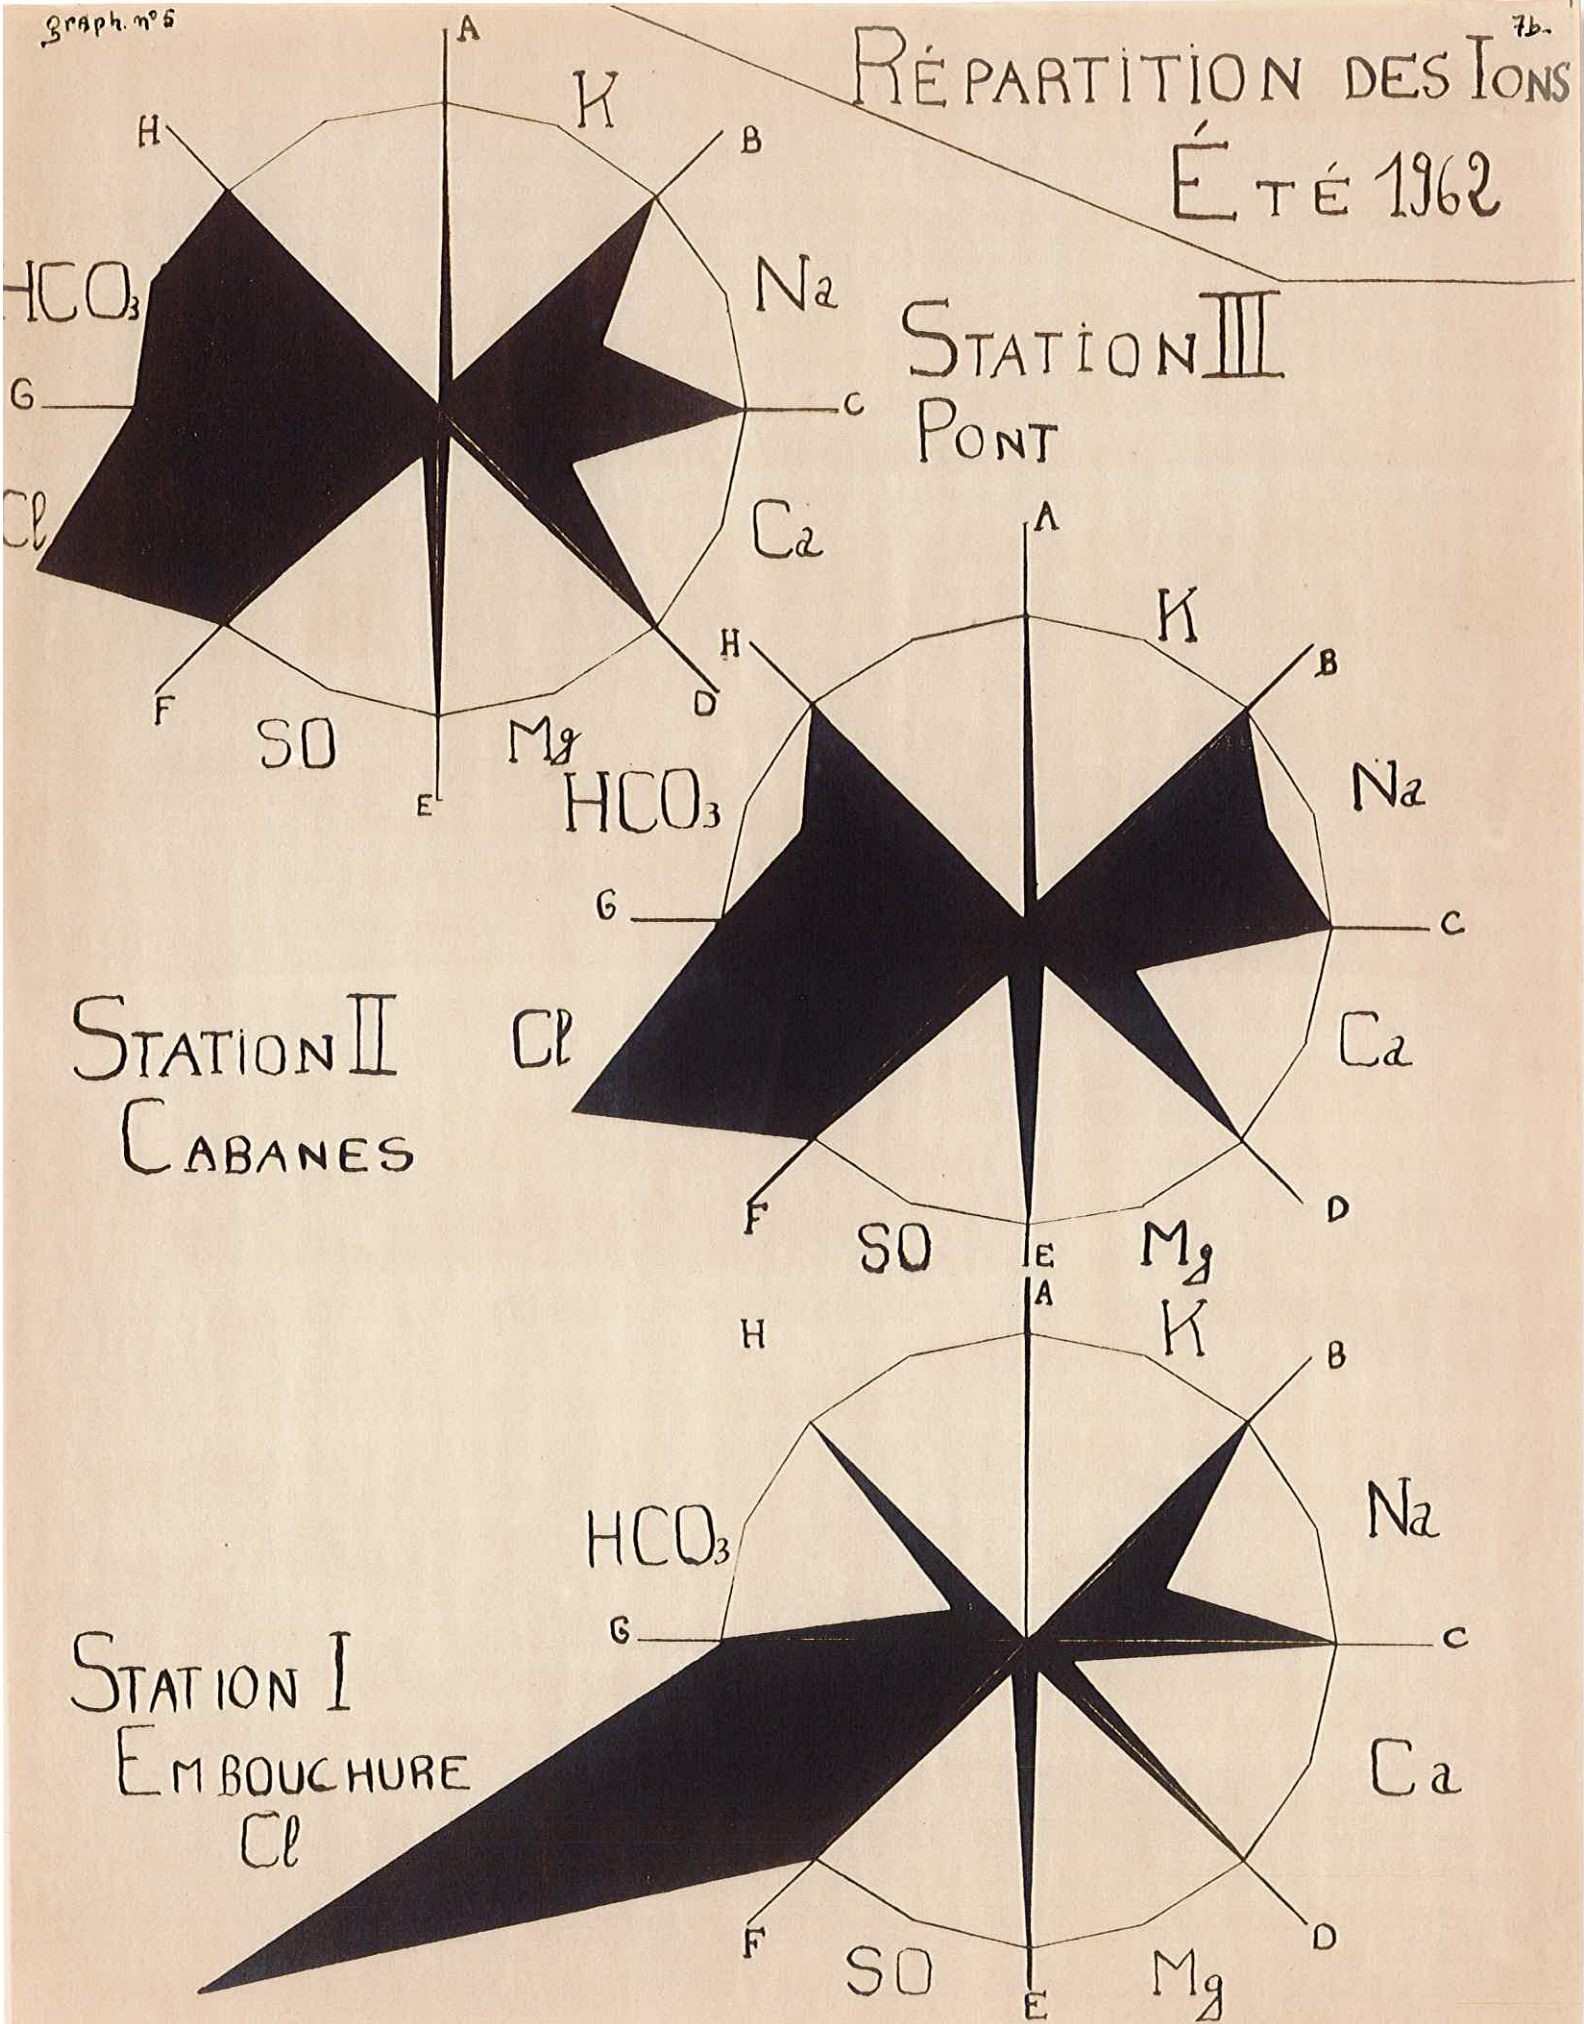 graph. n° 5
7b.
RÉPARTITION DES IONS
ÉTÉ 1962
A
K
H
B
HCO3
Na
STATION III
PONT
G
C
Cl
Ca
F
D
SO
Mg
E
A
K
H
B
HCO3
Na
G
C
STATION II
CABANES
Cl
Ca
F
D
SO
E
Mg
A
K
H
B
HCO3
Na
G
C
STATION I
EMBOUCHURE
Cl
Ca
F
D
SO
Mg
E